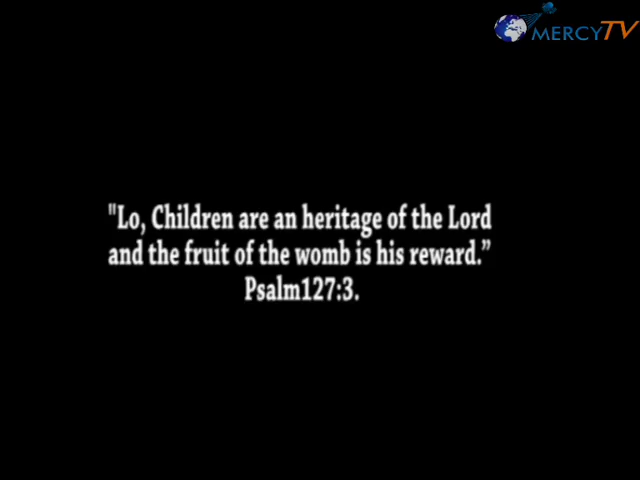 MERCYTV
"Lo, Children are an heritage of the Lord
and the fruit of the womb is his reward.”
Psalm127:3.